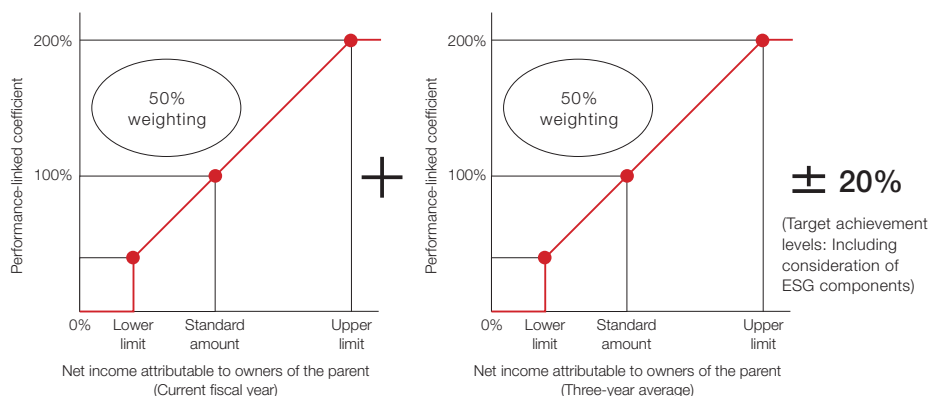 200%
Performance-linked coefficient
50%
weighting
100%
0%
Lower
limit
Standard
amount
Upper
limit
Net income attributable to owners of the parent
(Current fiscal year)
+
200%
Performance-linked coefficient
50%
weighting
100%
0%
Lower
limit
Standard
amount
Upper
limit
Net income attributable to owners of the parent
(Three-year average)
± 20%
(Target achievement
levels: Including
consideration of
ESG components)